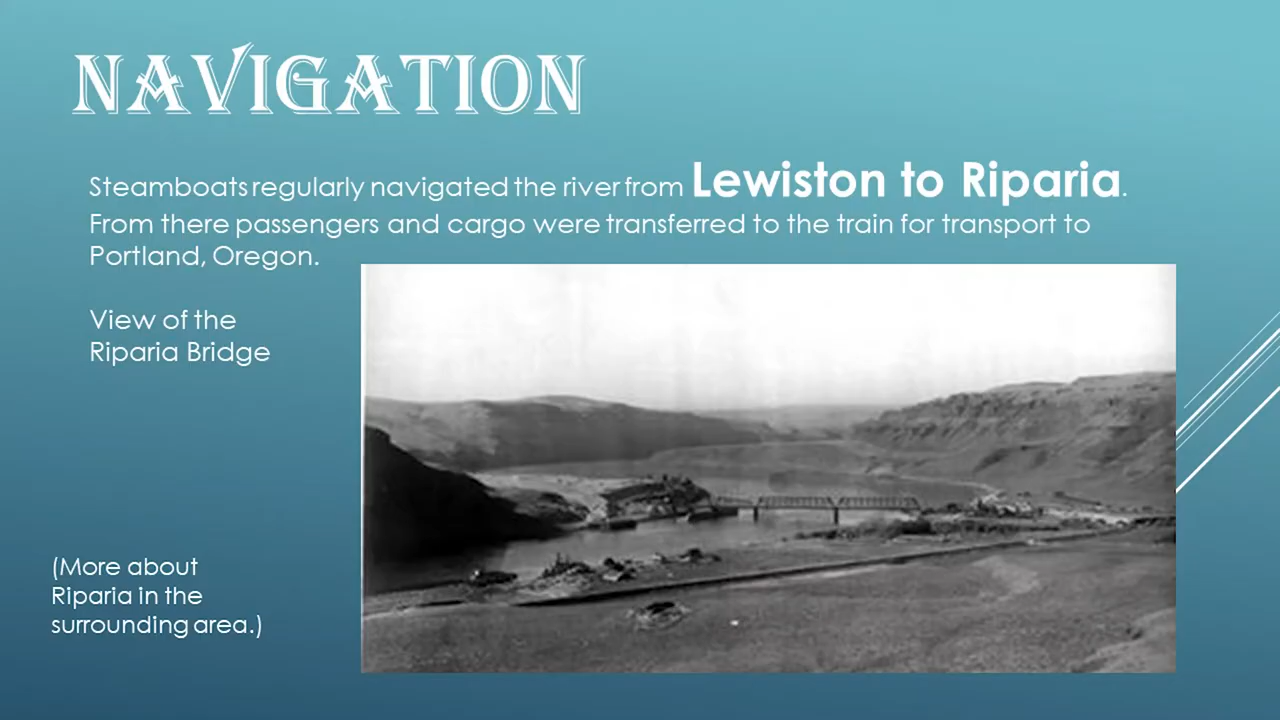 NAVIGATION
Steamboats regularly navigated the river from Lewiston to Riparia.
From there passengers and cargo were transferred to the train for transport to
Portland, Oregon.
View of the
Riparia Bridge
(More about
Riparia in the
surrounding area.)